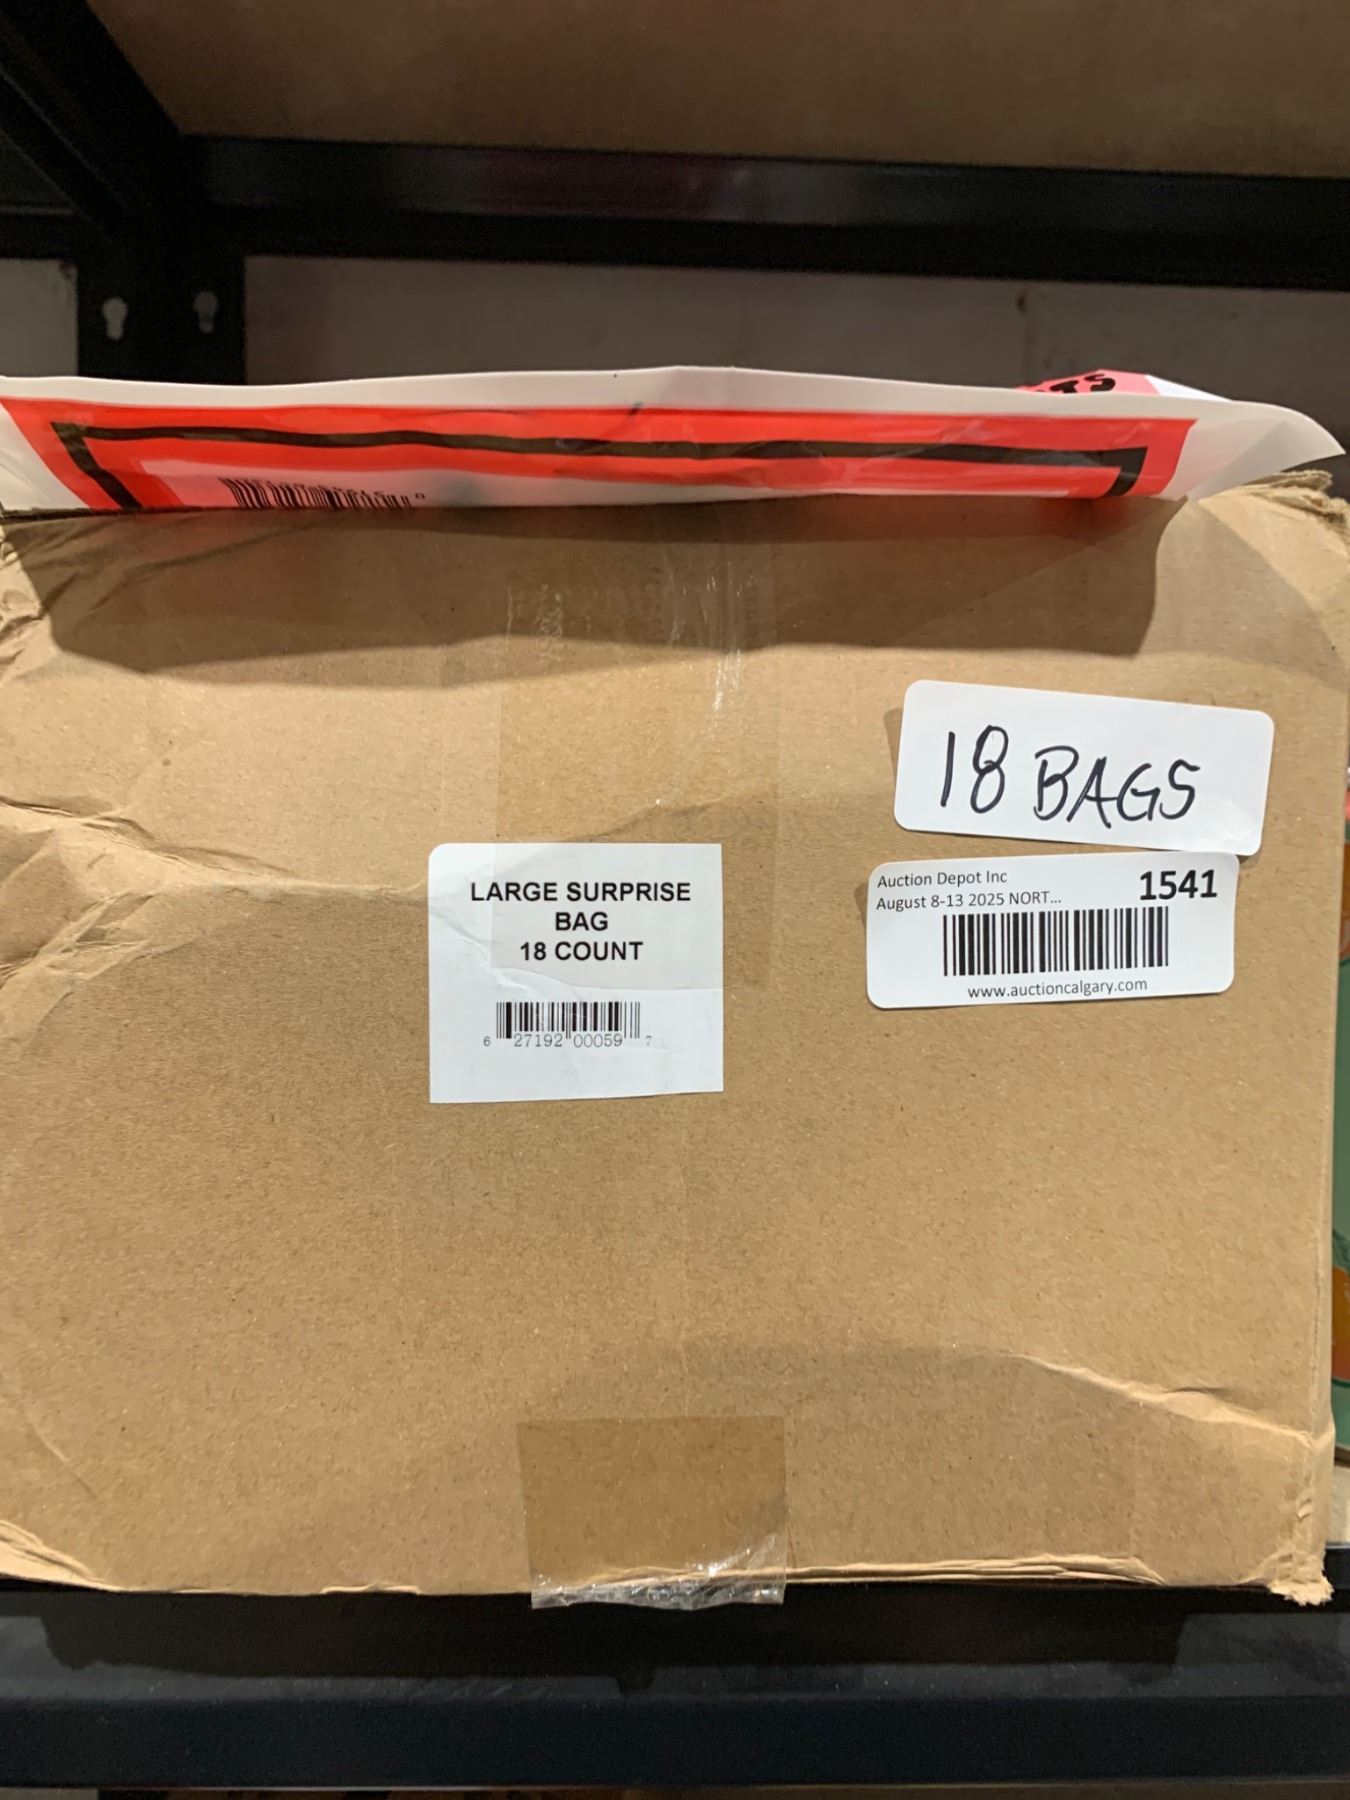 18 BAGS
LARGE SURPRISE
BAG
18 COUNT
6 27192 00059 7
Auction Depot Inc
1541
August 8-13 2025 NORT...
www.auctioncalgary.com